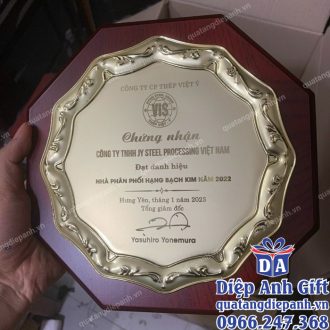 CÔNG TY CP THÉP VIỆT Ý
VIS
Chứng nhận
CÔNG TY TNHH JY STEEL PROCESSING VIỆT NAM
Đạt danh hiệu
NHÀ PHÂN PHỐI HẠNG BẠCH KIM NĂM 2022
Hưng Yên, tháng 1 năm 2023
Tổng giám đốc
Yasuhiro Yonemura
DA
Diệp Anh Gift
quatangdiepanh.com
0966.247.368